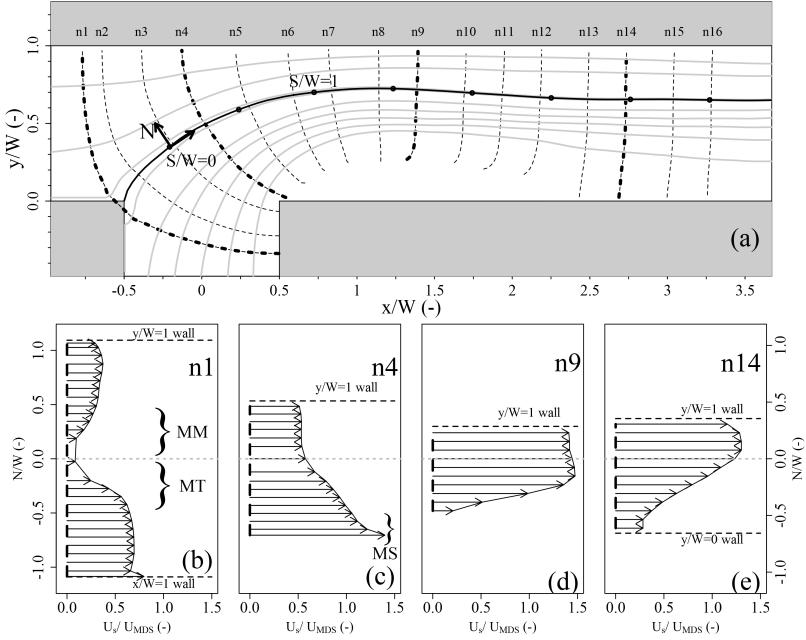 n1 n2 n3 n4 n5 n6 n7 n8 n9 n10 n11 n12 n13 n14 n15 n16
1.0
S/W=1
N
S/W=0
0.5
0.0
y/W (-)
(a)
-0.5 0 0.5 1 1.5 2 2.5 3 3.5
x/W (-)
y/W=1 wall
n1
MM
MT
(b)
x/W=1 wall
1.0
0.5
0.0
-0.5
-1.0
N/W (-)
0.0 0.5 1.0 1.5
Us/ UMDS (-)
n4
y/W=1 wall
MS
(c)
0.0 0.5 1.0 1.5
Us/ UMDS (-)
n9
y/W=1 wall
(d)
0.0 0.5 1.0 1.5
Us/ UMDS (-)
n14
y/W=1 wall
y/W=0 wall
(e)
0.0 0.5 1.0 1.5
Us/ UMDS (-)
1.0
0.5
0.0
-0.5
-1.0
N/W (-)